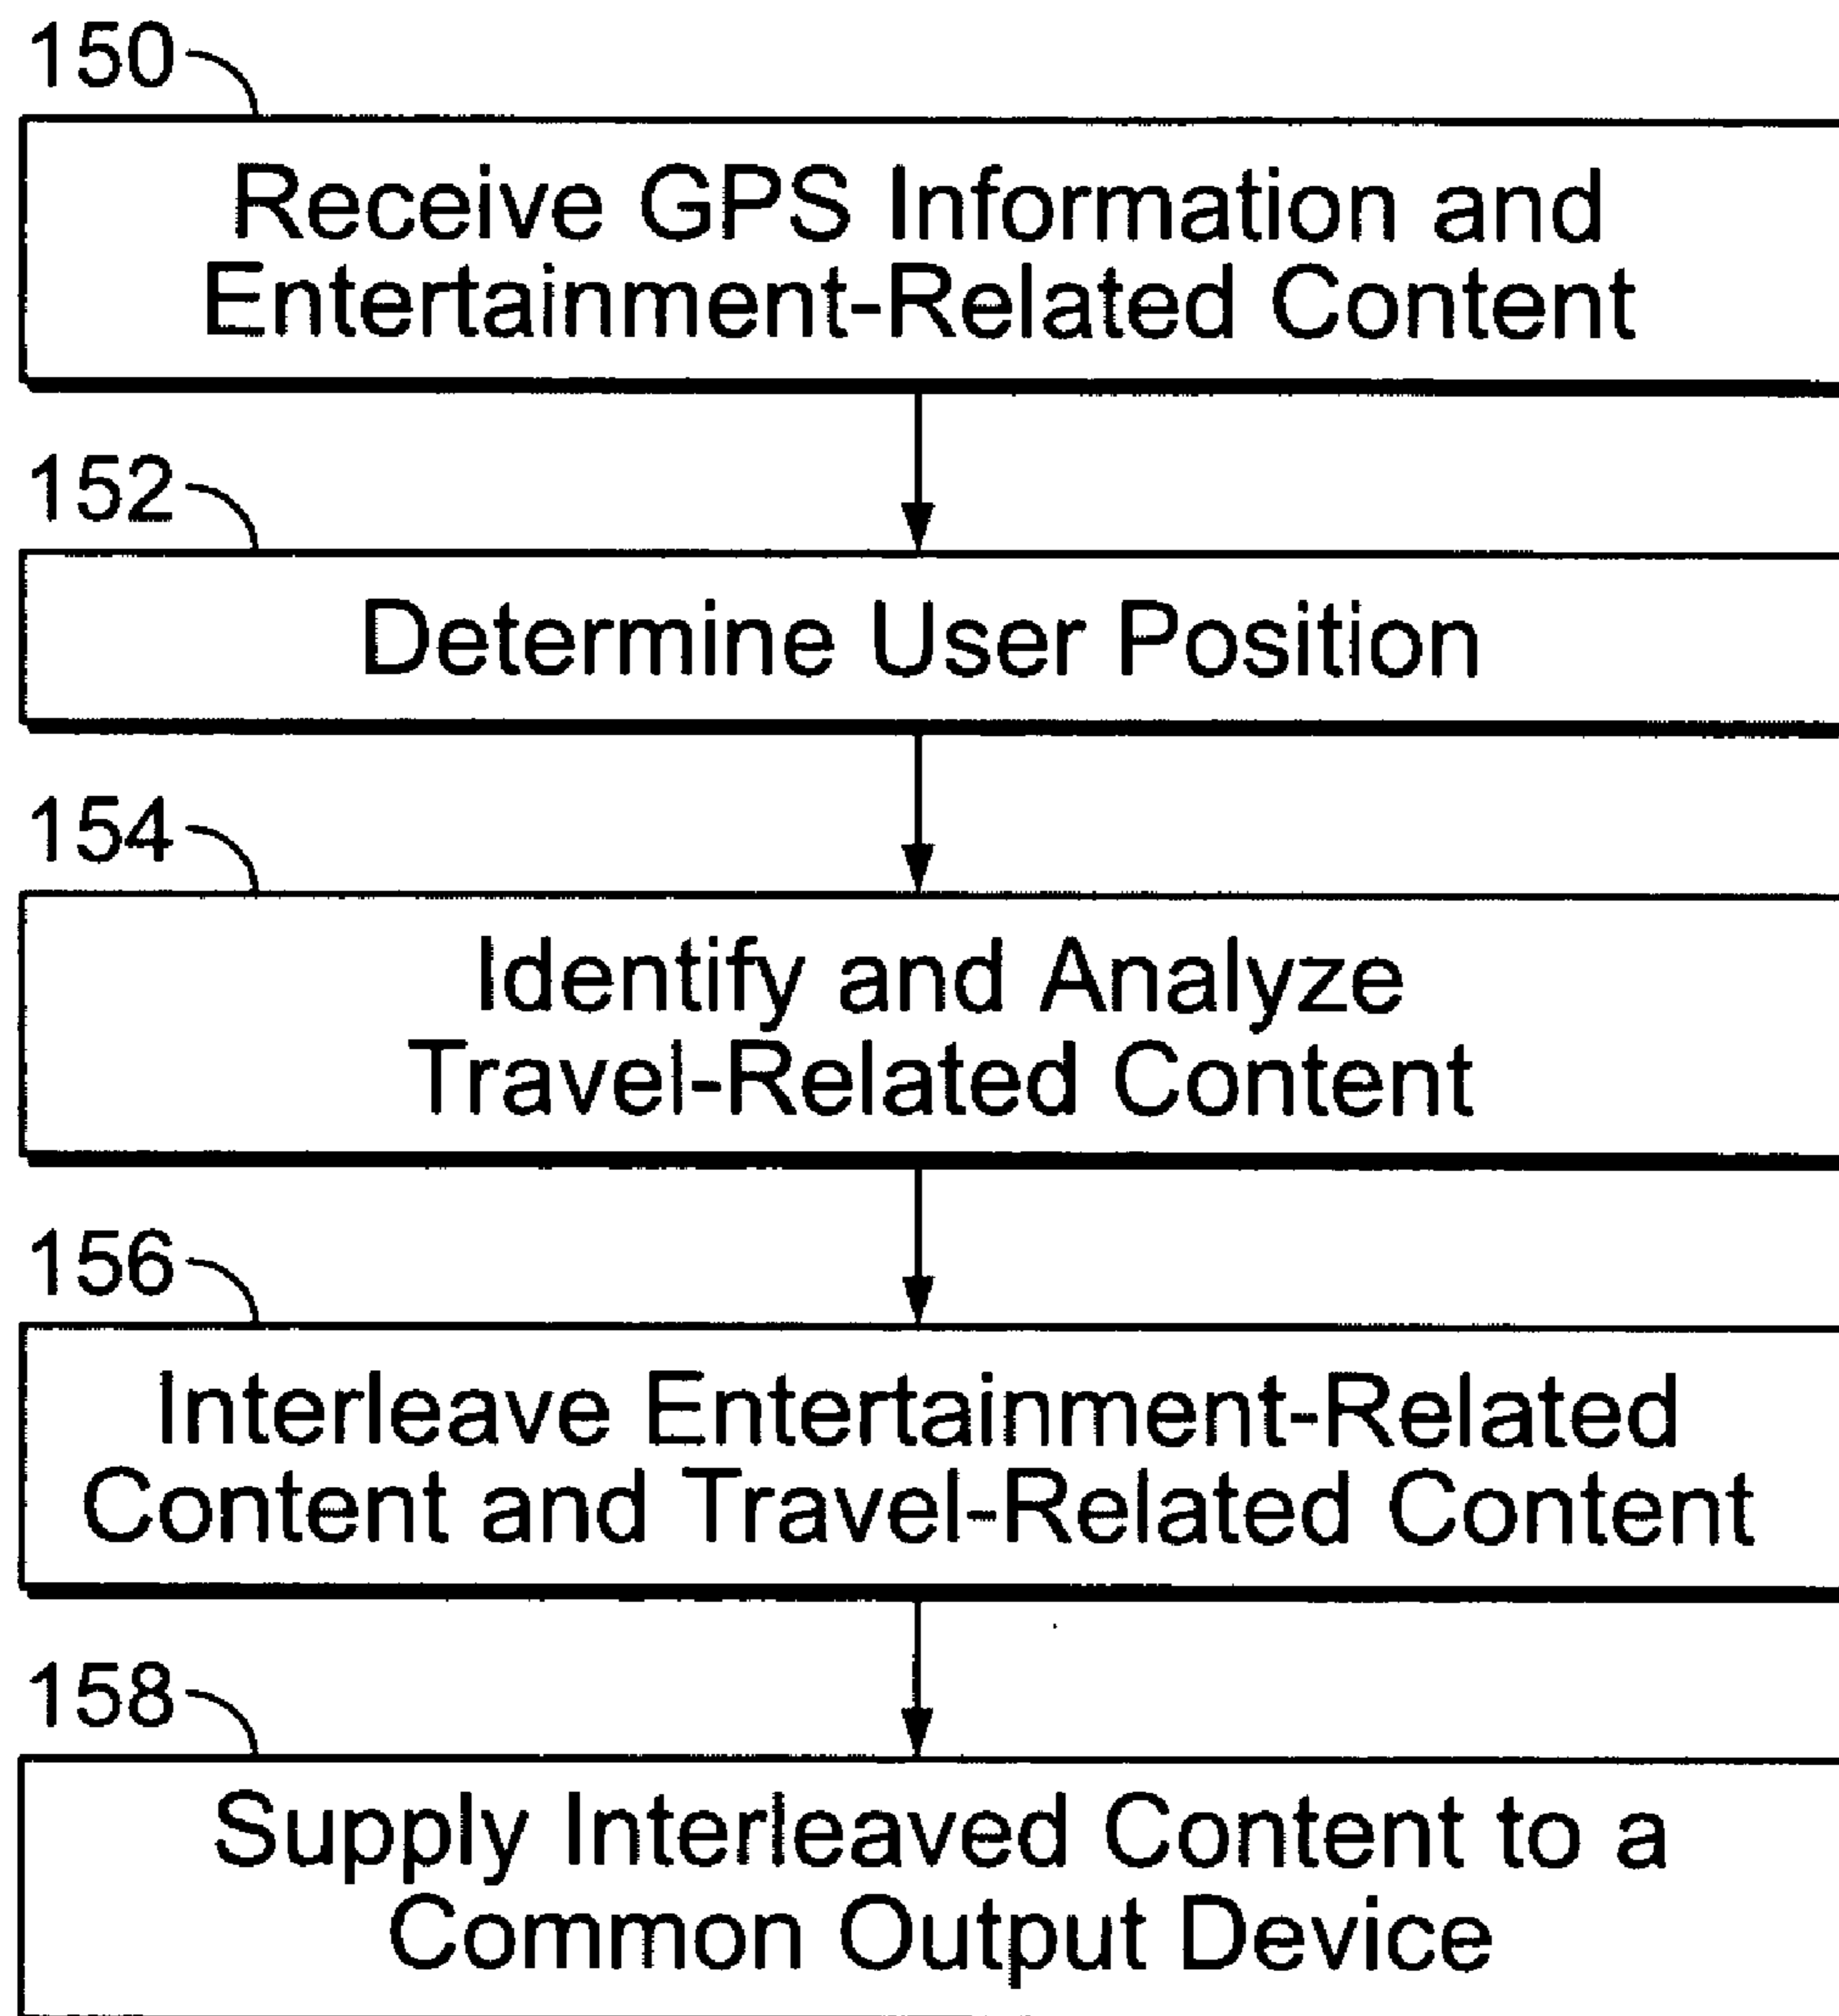 150
Receive GPS Information and
Entertainment-Related Content
152
Determine User Position
154
Identify and Analyze
Travel-Related Content
156
Interleave Entertainment-Related
Content and Travel-Related Content
158
Supply Interleaved Content to a
Common Output Device